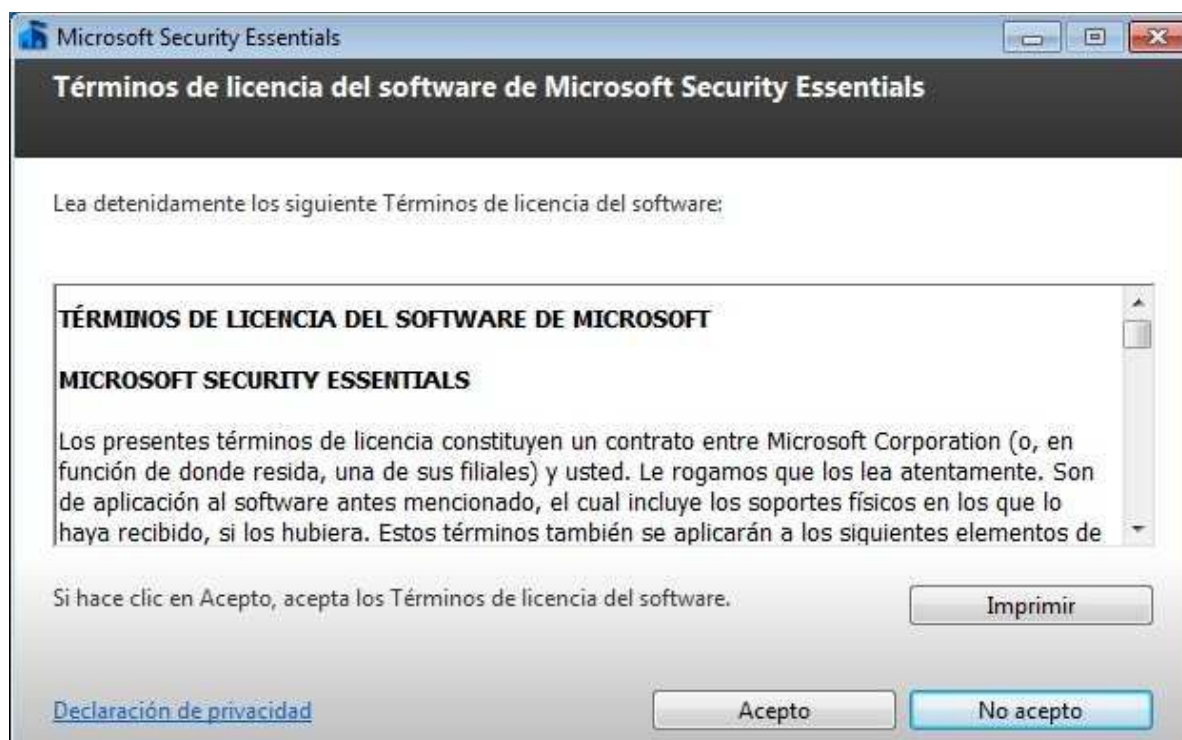 Microsoft Security Essentials
Términos de licencia del software de Microsoft Security Essentials
Lea detenidamente los siguiente Términos de licencia del software:
TÉRMINOS DE LICENCIA DEL SOFTWARE DE MICROSOFT
MICROSOFT SECURITY ESSENTIALS
Los presentes términos de licencia constituyen un contrato entre Microsoft Corporation (o, en
función de donde resida, una de sus filiales) y usted. Le rogamos que los lea atentamente. Son
de aplicación al software antes mencionado, el cual incluye los soportes físicos en los que lo
haya recibido, si los hubiera. Estos términos también se aplicarán a los siguientes elementos de
Si hace clic en Acepto, acepta los Términos de licencia del software.
Imprimir
Declaración de privacidad
Acepto
No acepto